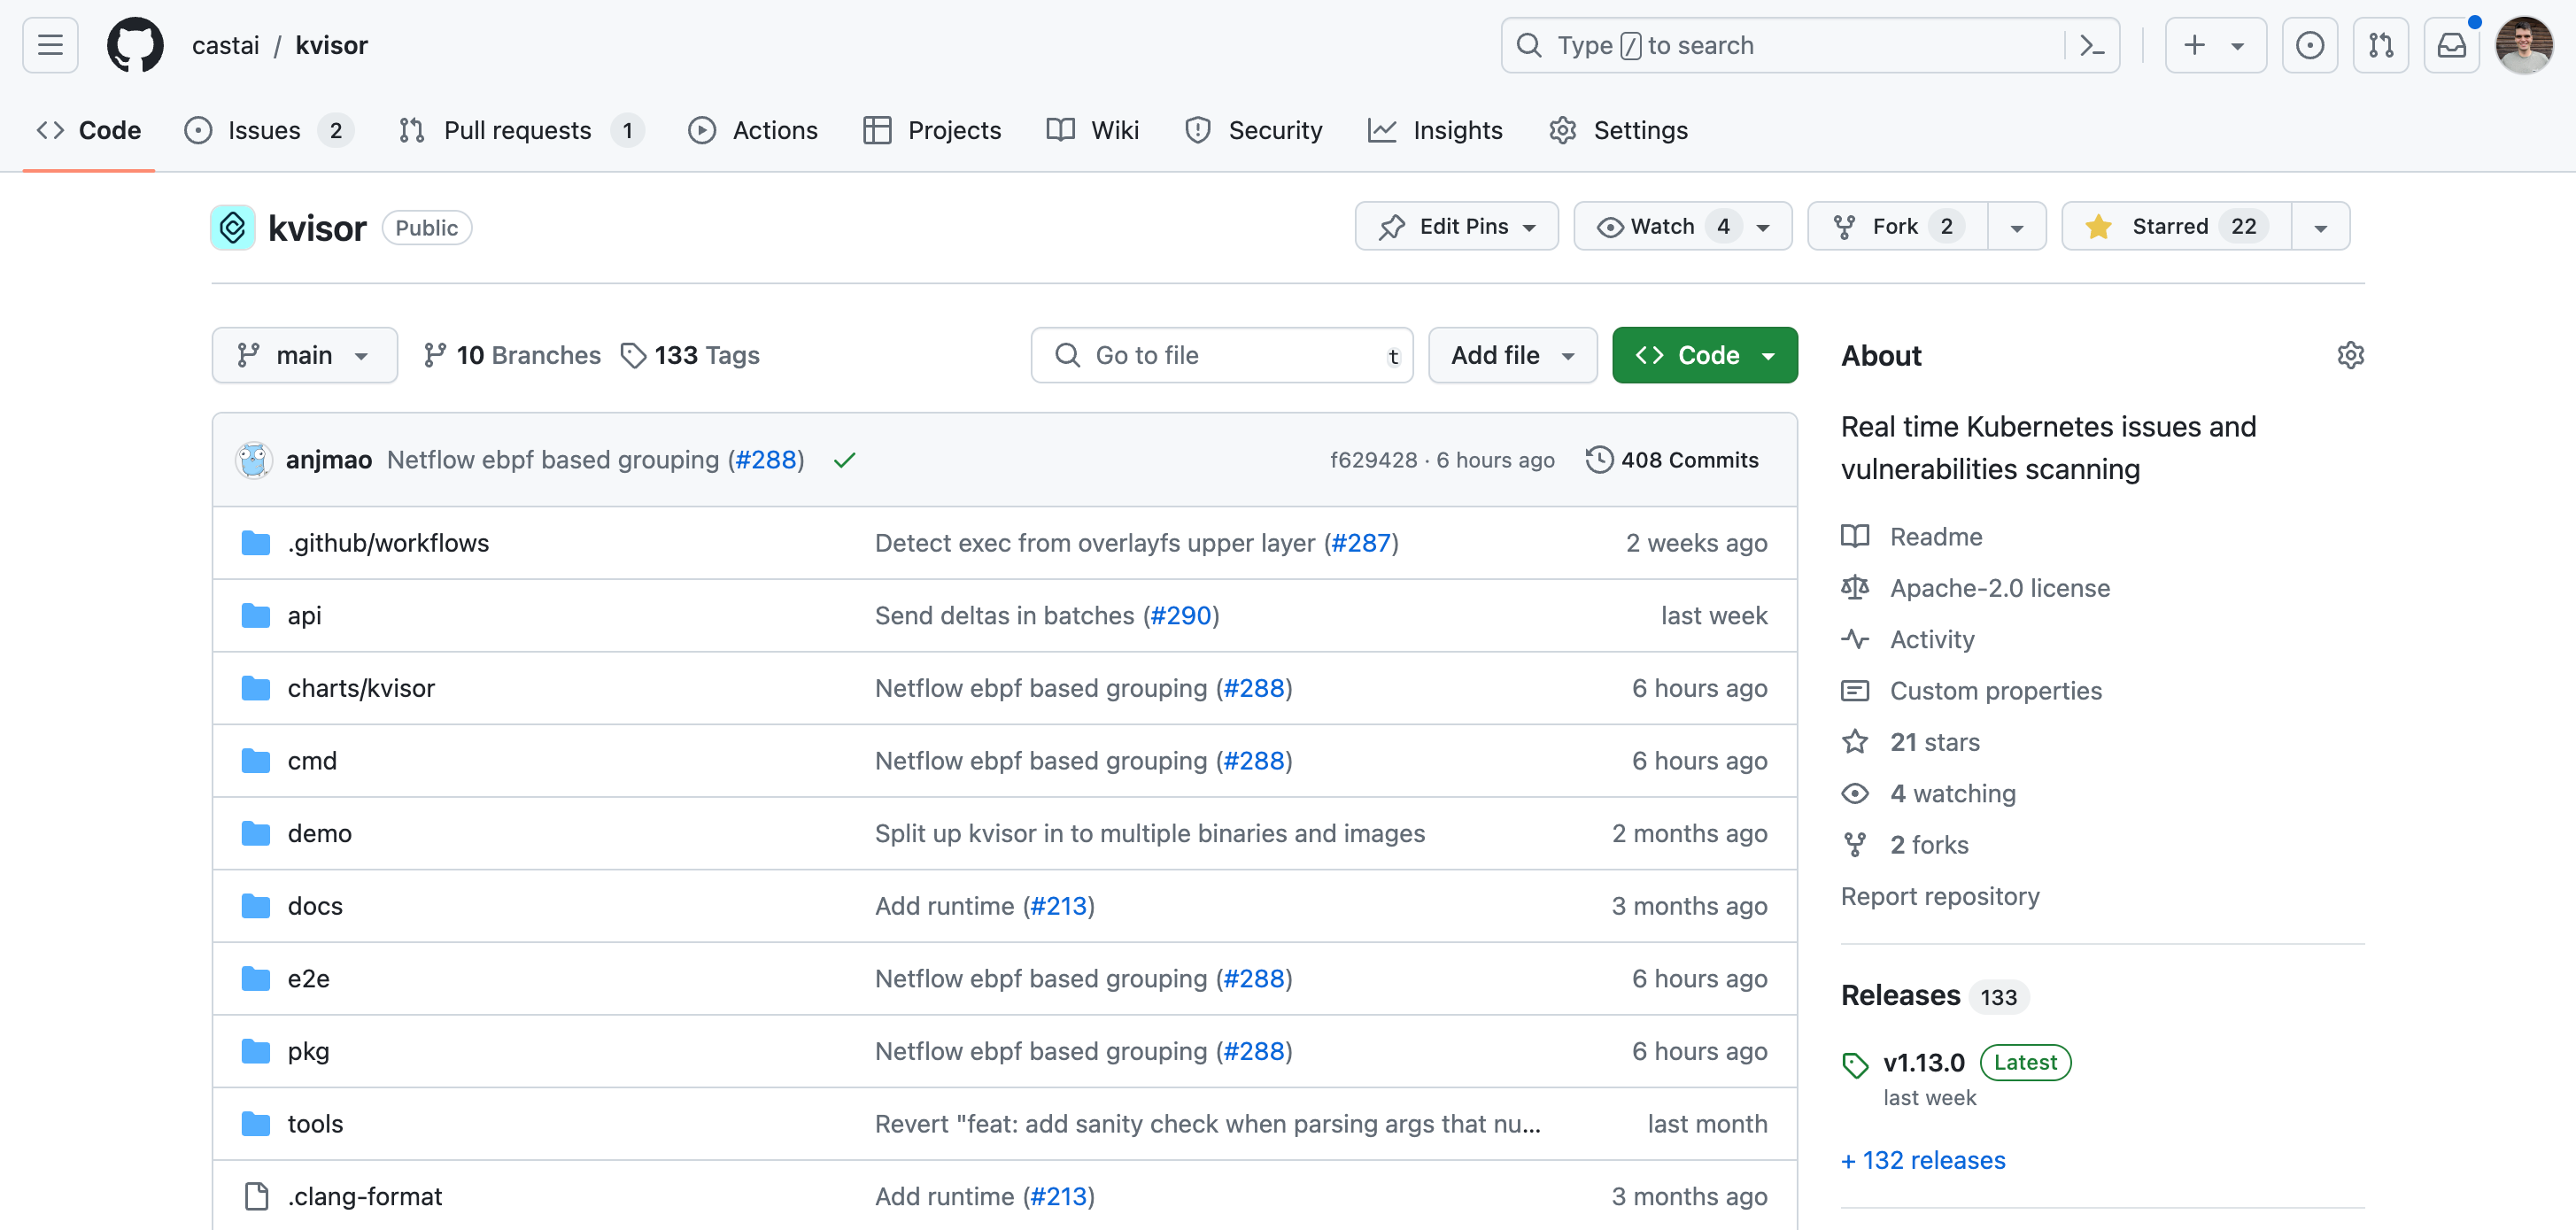 castai / kvisor
Type / to search
Code Issues 2 Pull requests 1 Actions Projects Wiki Security Insights Settings
kvisor Public
Edit Pins Watch 4 Fork 2 Starred 22
main 10 Branches 133 Tags
Go to file t Add file Code
anjmao Netflow ebpf based grouping (#288) f629428 · 6 hours ago 408 Commits
.github/workflows Detect exec from overlayfs upper layer (#287) 2 weeks ago
api Send deltas in batches (#290) last week
charts/kvisor Netflow ebpf based grouping (#288) 6 hours ago
cmd Netflow ebpf based grouping (#288) 6 hours ago
demo Split up kvisor in to multiple binaries and images 2 months ago
docs Add runtime (#213) 3 months ago
e2e Netflow ebpf based grouping (#288) 6 hours ago
pkg Netflow ebpf based grouping (#288) 6 hours ago
tools Revert "feat: add sanity check when parsing args that nu... last month
.clang-format Add runtime (#213) 3 months ago
About
Real time Kubernetes issues and
vulnerabilities scanning
Readme
Apache-2.0 license
Activity
Custom properties
21 stars
4 watching
2 forks
Report repository
Releases 133
v1.13.0 Latest
last week
+ 132 releases